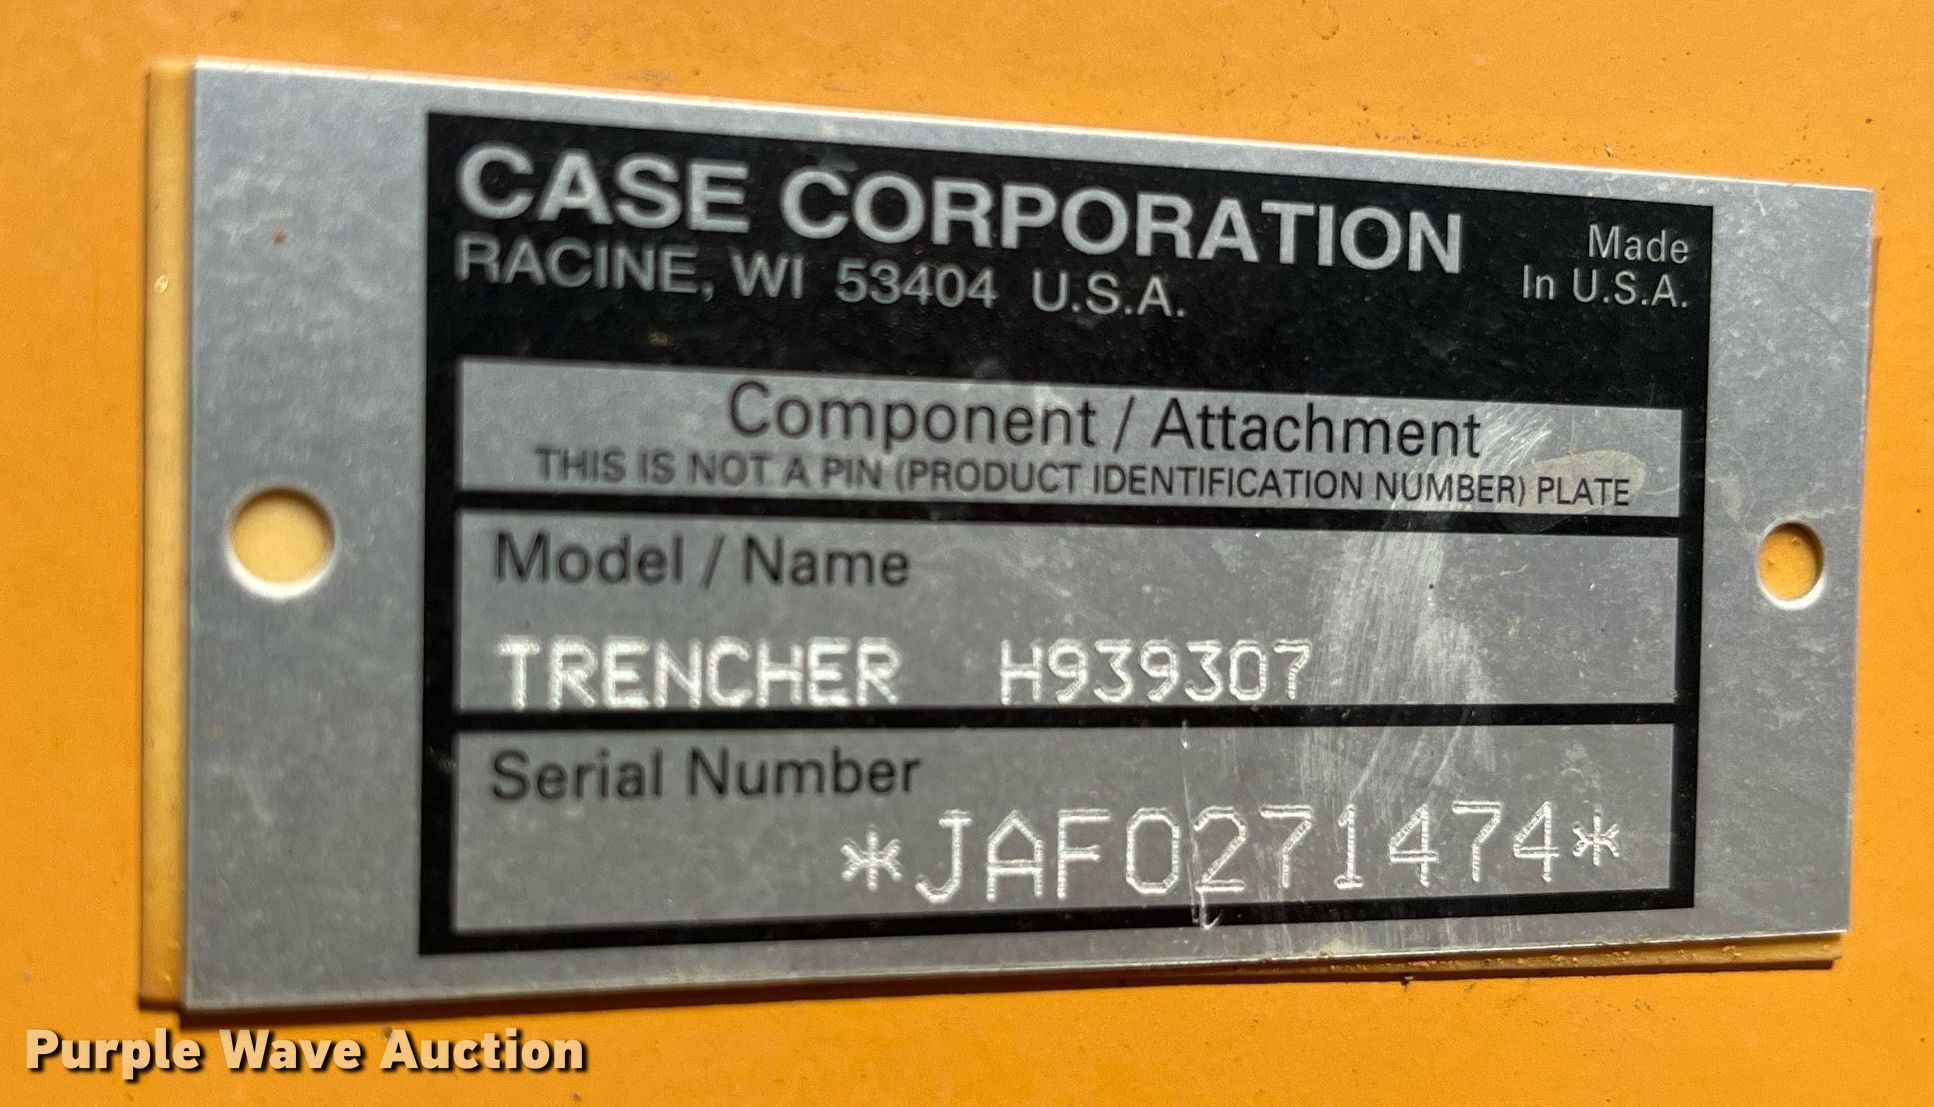 CASE CORPORATION
RACINE, WI 53404 U.S.A.
Made
In U.S.A.
Component / Attachment
THIS IS NOT A PIN (PRODUCT IDENTIFICATION NUMBER) PLATE
Model / Name
TRENCHER H939307
Serial Number
*JAF0271474*
Purple Wave Auction